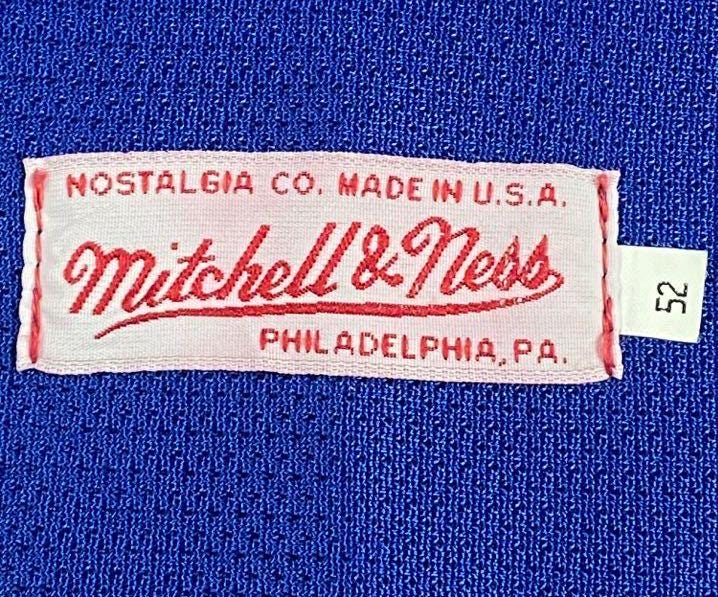 NOSTALGIA CO. MADE IN U.S.A.
Mitchell & Ness
PHILADELPHIA, PA.
52